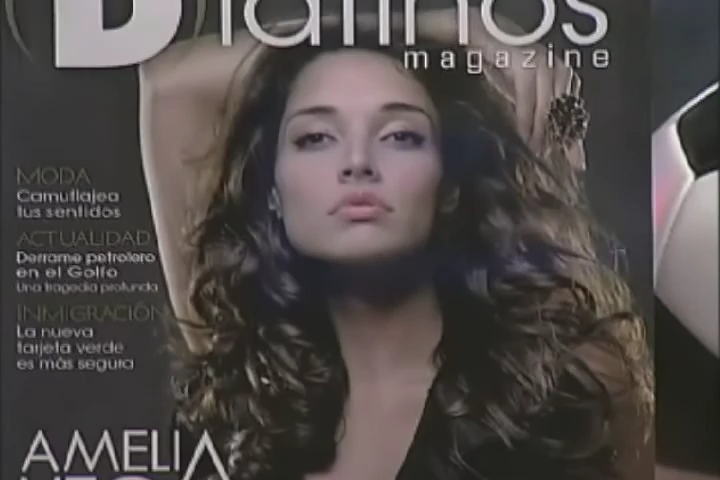 D latinos
magazine
MODA
Camuflajea
tus sentidos
ACTUALIDAD
Derrame petrolero
en el Golfo
Una tragedia profunda
INMIGRACIÓN
La nueva
tarjeta verde
es más segura
AMELIA